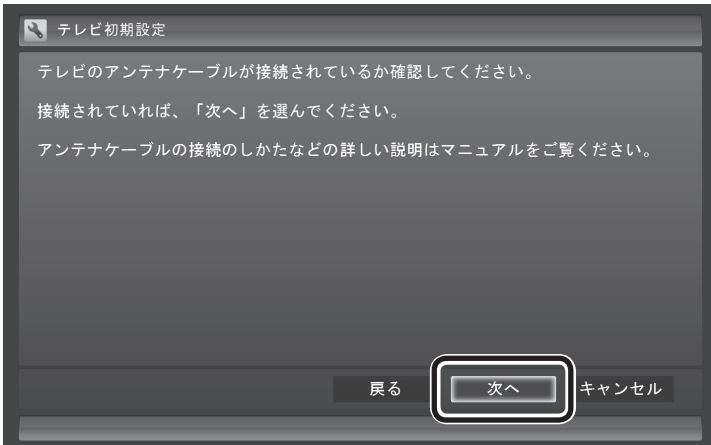 テレビ初期設定
テレビのアンテナケーブルが接続されているか確認してください。
接続されていれば、「次へ」を選んでください。
アンテナケーブルの接続のしかたなどの詳しい説明はマニュアルをご覧ください。
戻る 次へ キャンセル